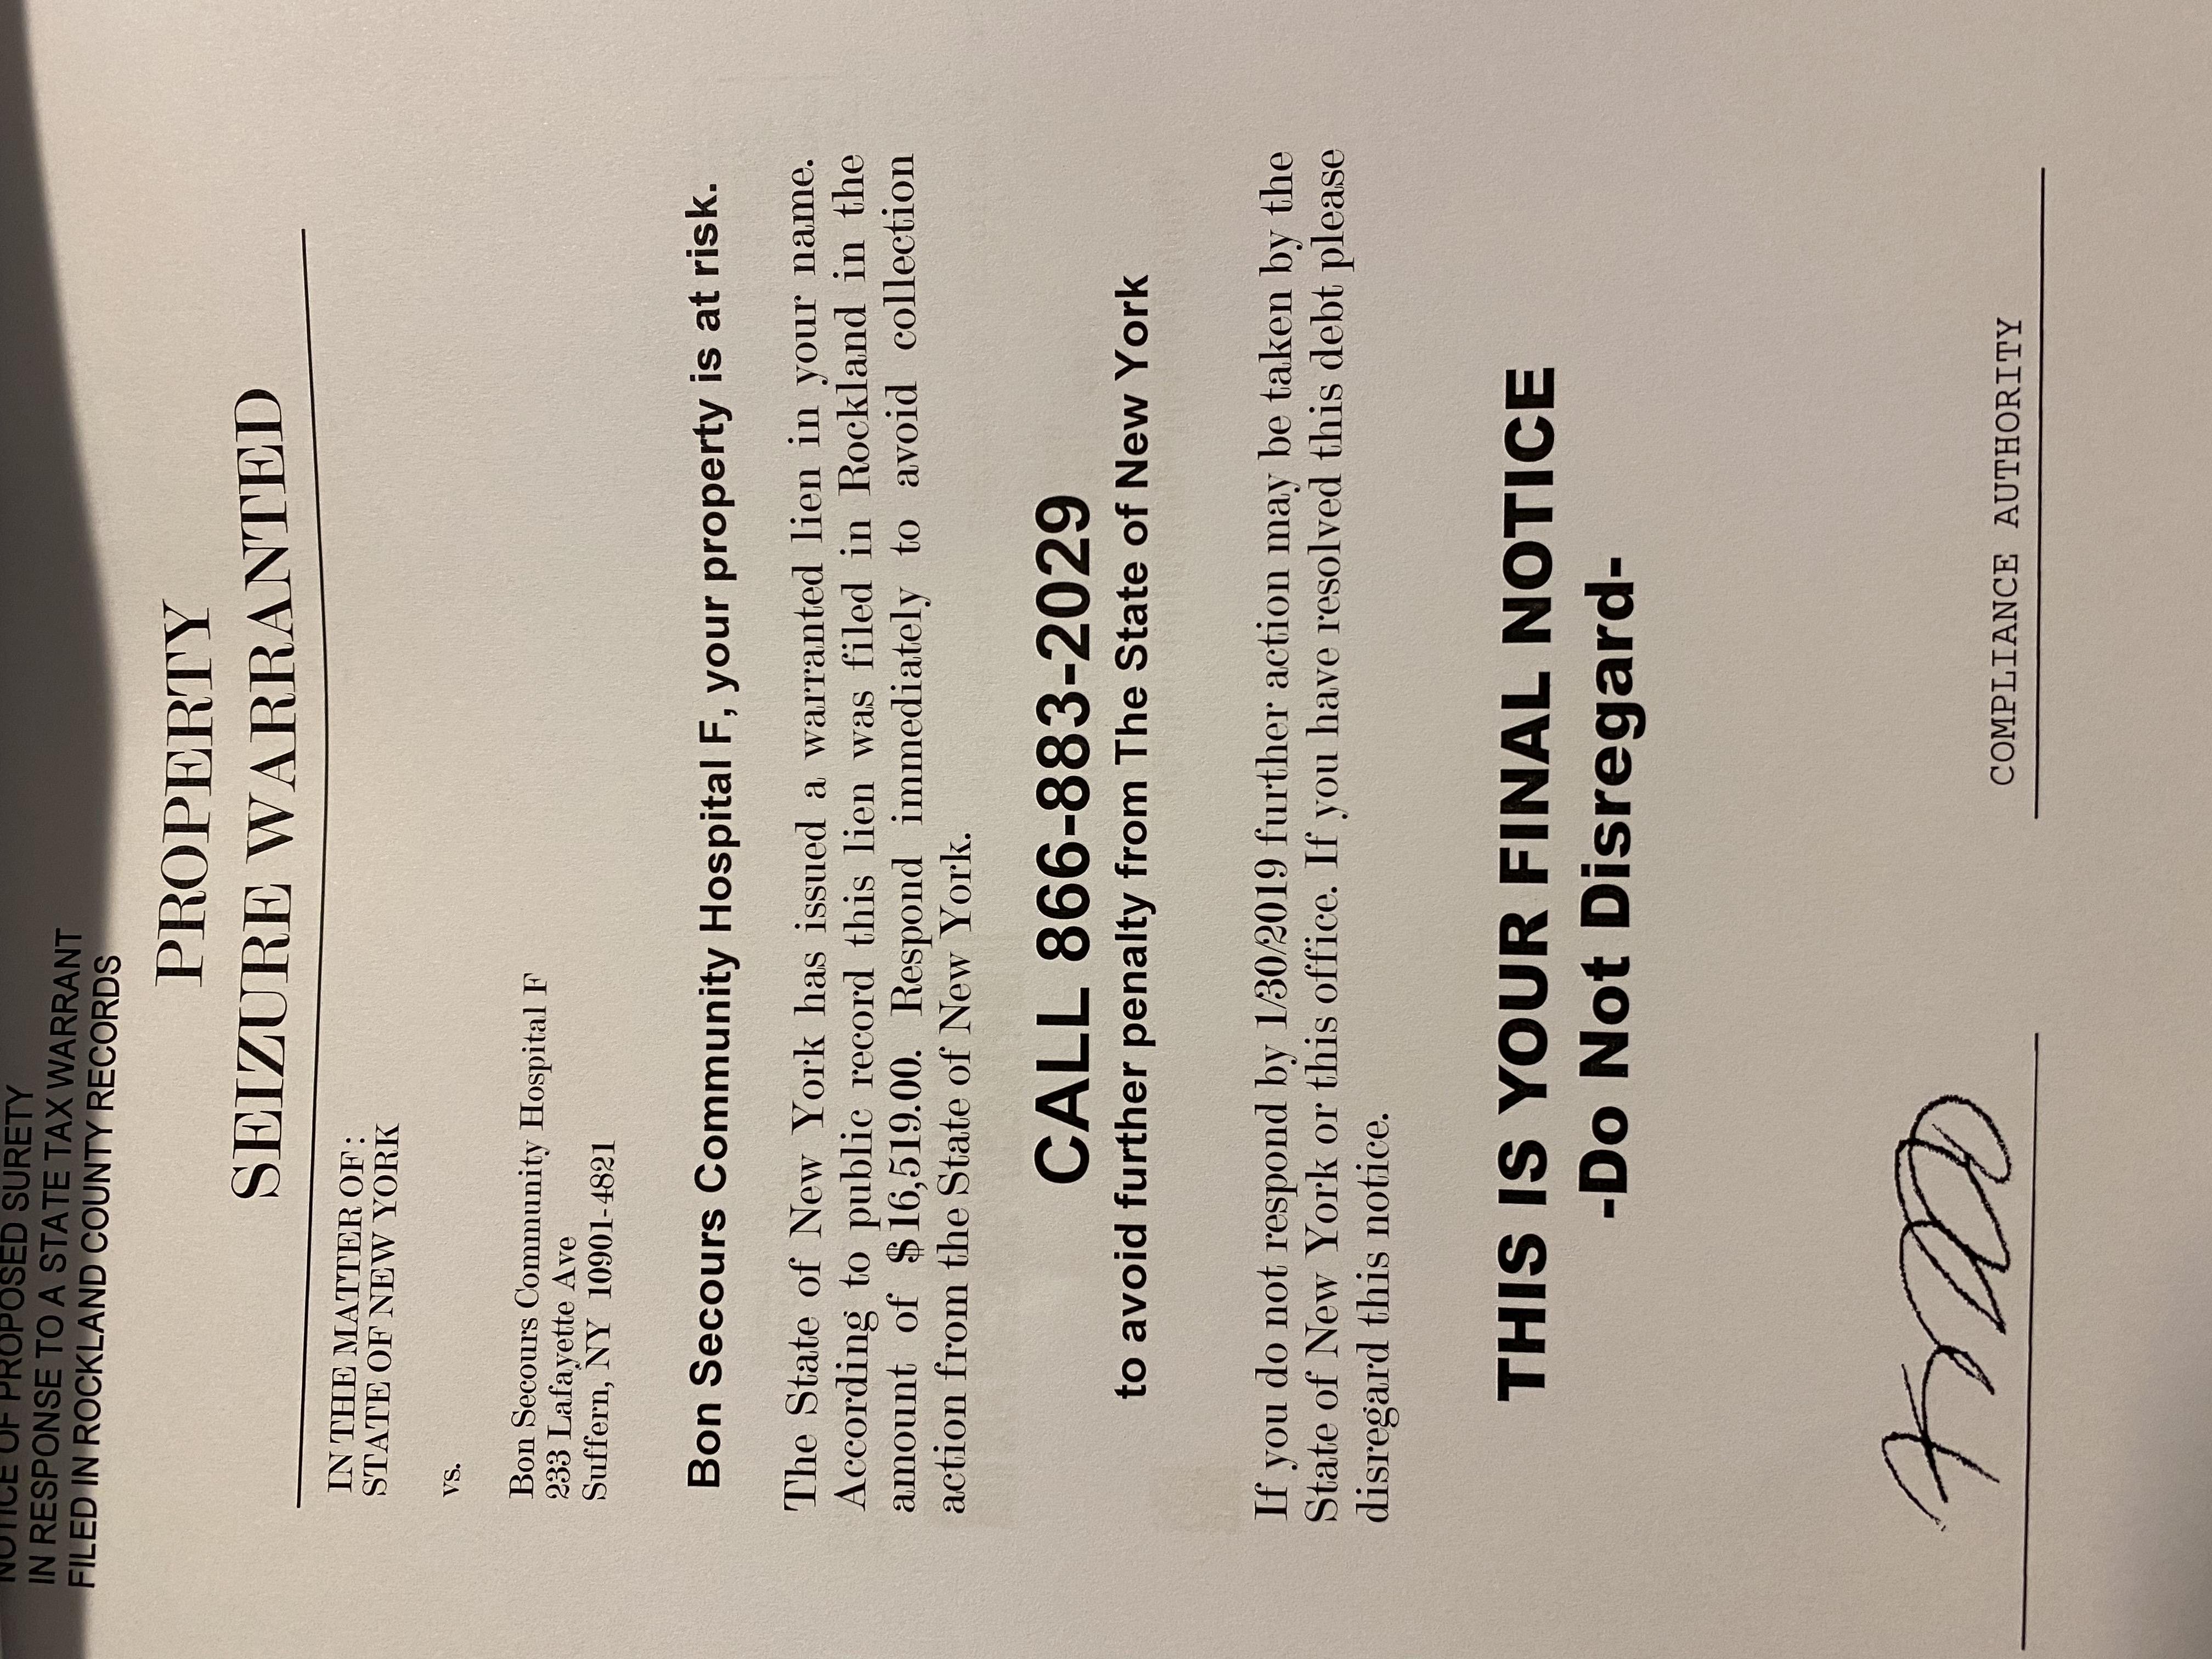 NOTICE OF PROPOSED SURETY
IN RESPONSE TO A STATE TAX WARRANT
FILED IN ROCKLAND COUNTY RECORDS
PROPERTY
SEIZURE WARRANTED
IN THE MATTER OF:
STATE OF NEW YORK
vs.
Bon Secours Community Hospital F
233 Lafayette Ave
Suffern, NY 10901-4821
Bon Secours Community Hospital F, your property is at risk.
The State of New York has issued a warranted lien in your name.
According to public record this lien was filed in Rockland in the
amount of $16,519.00. Respond immediately to avoid collection
action from the State of New York.
CALL 866-883-2029
to avoid further penalty from The State of New York
If you do not respond by 1/30/2019 further action may be taken by the
State of New York or this office. If you have resolved this debt please
disregard this notice.
THIS IS YOUR FINAL NOTICE
-Do Not Disregard-
COMPLIANCE AUTHORITY